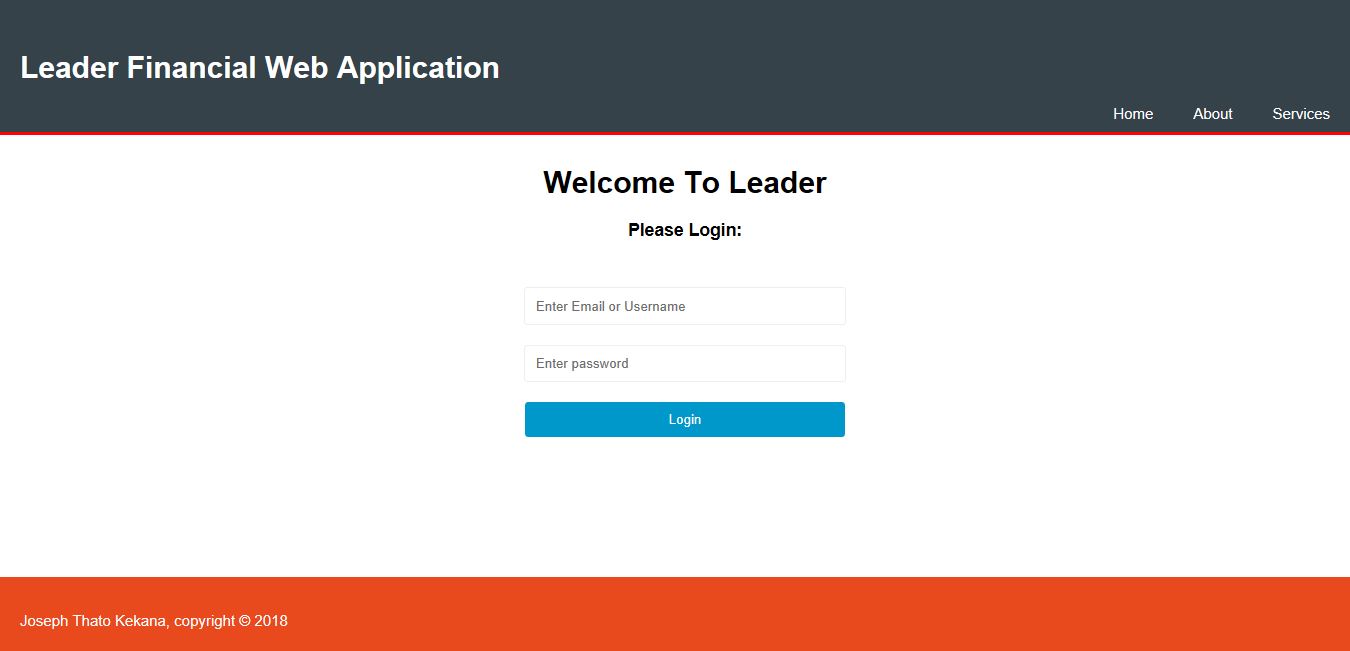 Leader Financial Web Application
Home About Services
Welcome To Leader
Please Login:
Enter Email or Username
Enter password
Login
Joseph Thato Kekana, copyright © 2018